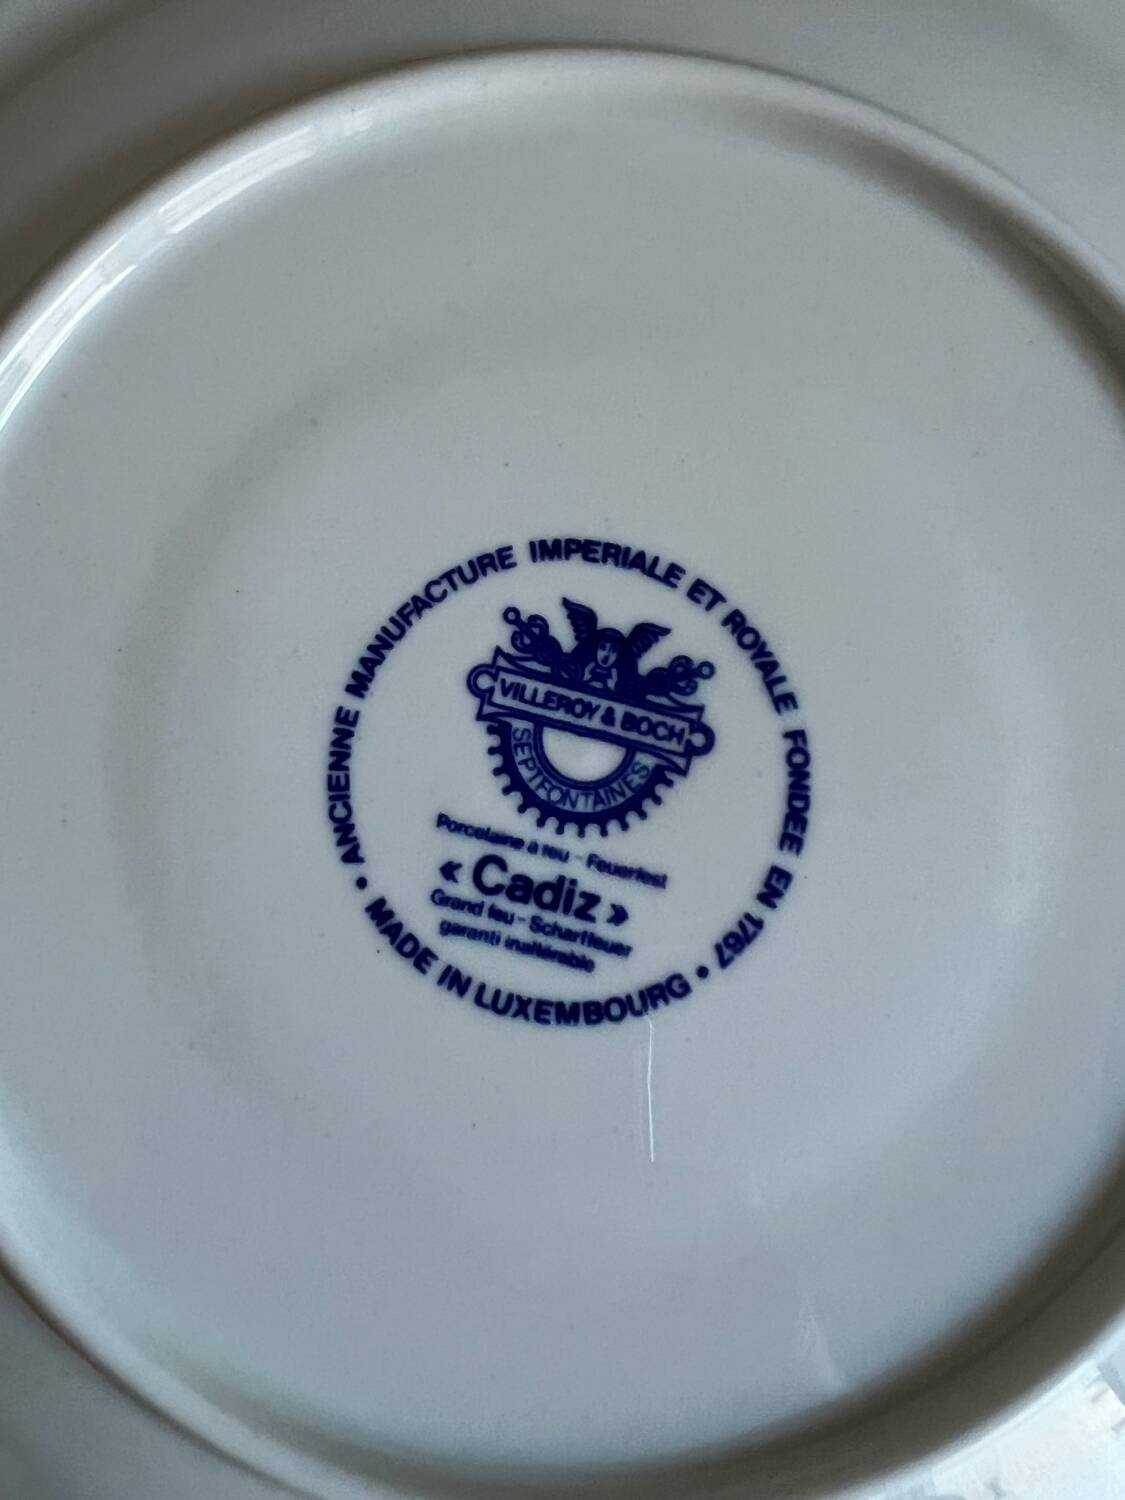 ANCIENNE MANUFACTURE IMPERIALE ET ROYALE FONDEE EN 1767 •
VILLEROY & BOCH
SEPTFONTAINES
Porcelaine à feu - Feuerfest
« Cadiz »
Grand feu - Scharffeuer
garanti inaltérable
• MADE IN LUXEMBOURG